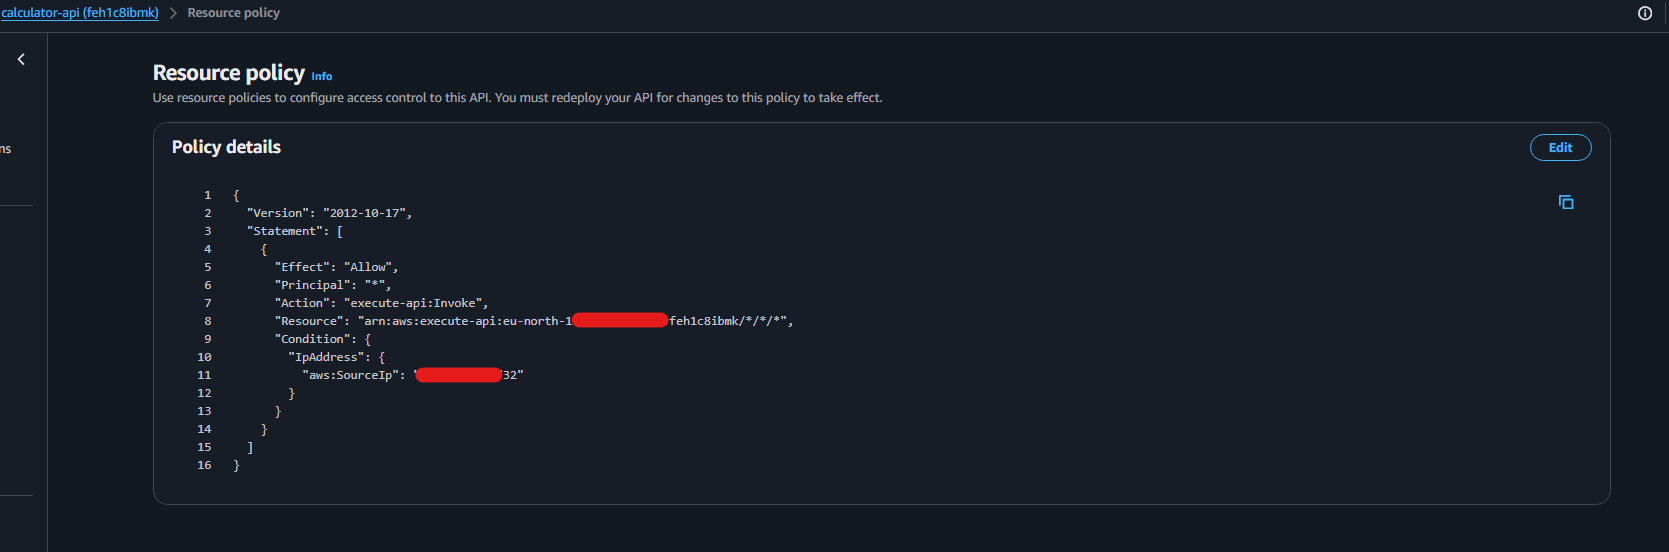 calculator-api (feh1c8ibmk) > Resource policy
Resource policy Info
Use resource policies to configure access control to this API. You must redeploy your API for changes to this policy to take effect.
ns
Policy details
Edit
1 {
2 "Version": "2012-10-17",
3 "Statement": [
4 {
5 "Effect": "Allow",
6 "Principal": "*",
7 "Action": "execute-api:Invoke",
8 "Resource": "arn:aws:execute-api:eu-north-1 feh1c8ibmk/*/*/*",
9 "Condition": {
10 "IpAddress": {
11 "aws:SourceIp": " 32"
12 }
13 }
14 }
15 ]
16 }